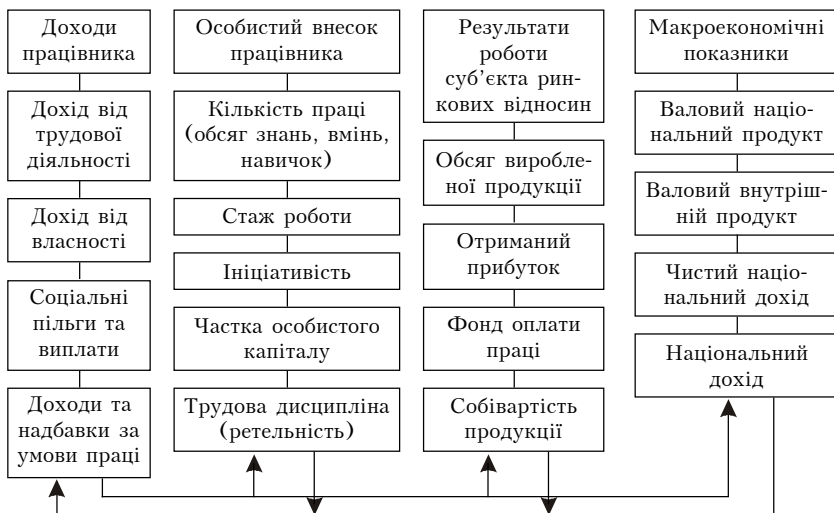 Доходи
працівника
Дохід від
трудової
діяльності
Дохід від
власності
Соціальні
пільги та
виплати
Доходи та
надбавки за
умови праці
Особистий внесок
працівника
Кількість праці
(обсяг знань, вмінь,
навичок)
Стаж роботи
Ініціативість
Частка особистого
капіталу
Трудова дисципліна
(ретельність)
Результати
роботи
суб’єкта рин-
кових відносин
Обсяг виробле-
ної продукції
Отриманий
прибуток
Фонд оплати
праці
Собівартість
продукції
Макроекономічні
показники
Валовий націо-
нальний продукт
Валовий внутріш-
ній продукт
Чистий націо-
нальний дохід
Національний
дохід